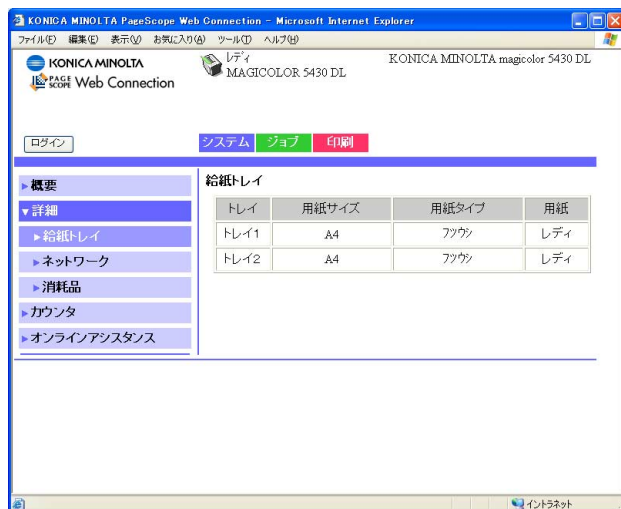 KONICA MINOLTA PageScope Web Connection - Microsoft Internet Explorer
ファイル(F) 編集(E) 表示(V) お気に入り(A) ツール(T) ヘルプ(H)
KONICA MINOLTA
PAGE SCOPE Web Connection
レディ
MAGICOLOR 5430 DL
KONICA MINOLTA magicolor 5430 DL
ログイン
システム ジョブ 印刷
概要
詳細
給紙トレイ
ネットワーク
消耗品
カウンタ
オンラインアシスタンス
給紙トレイ
トレイ 用紙サイズ 用紙タイプ 用紙
トレイ1 A4 フツウシ レディ
トレイ2 A4 フツウシ レディ
イントラネット